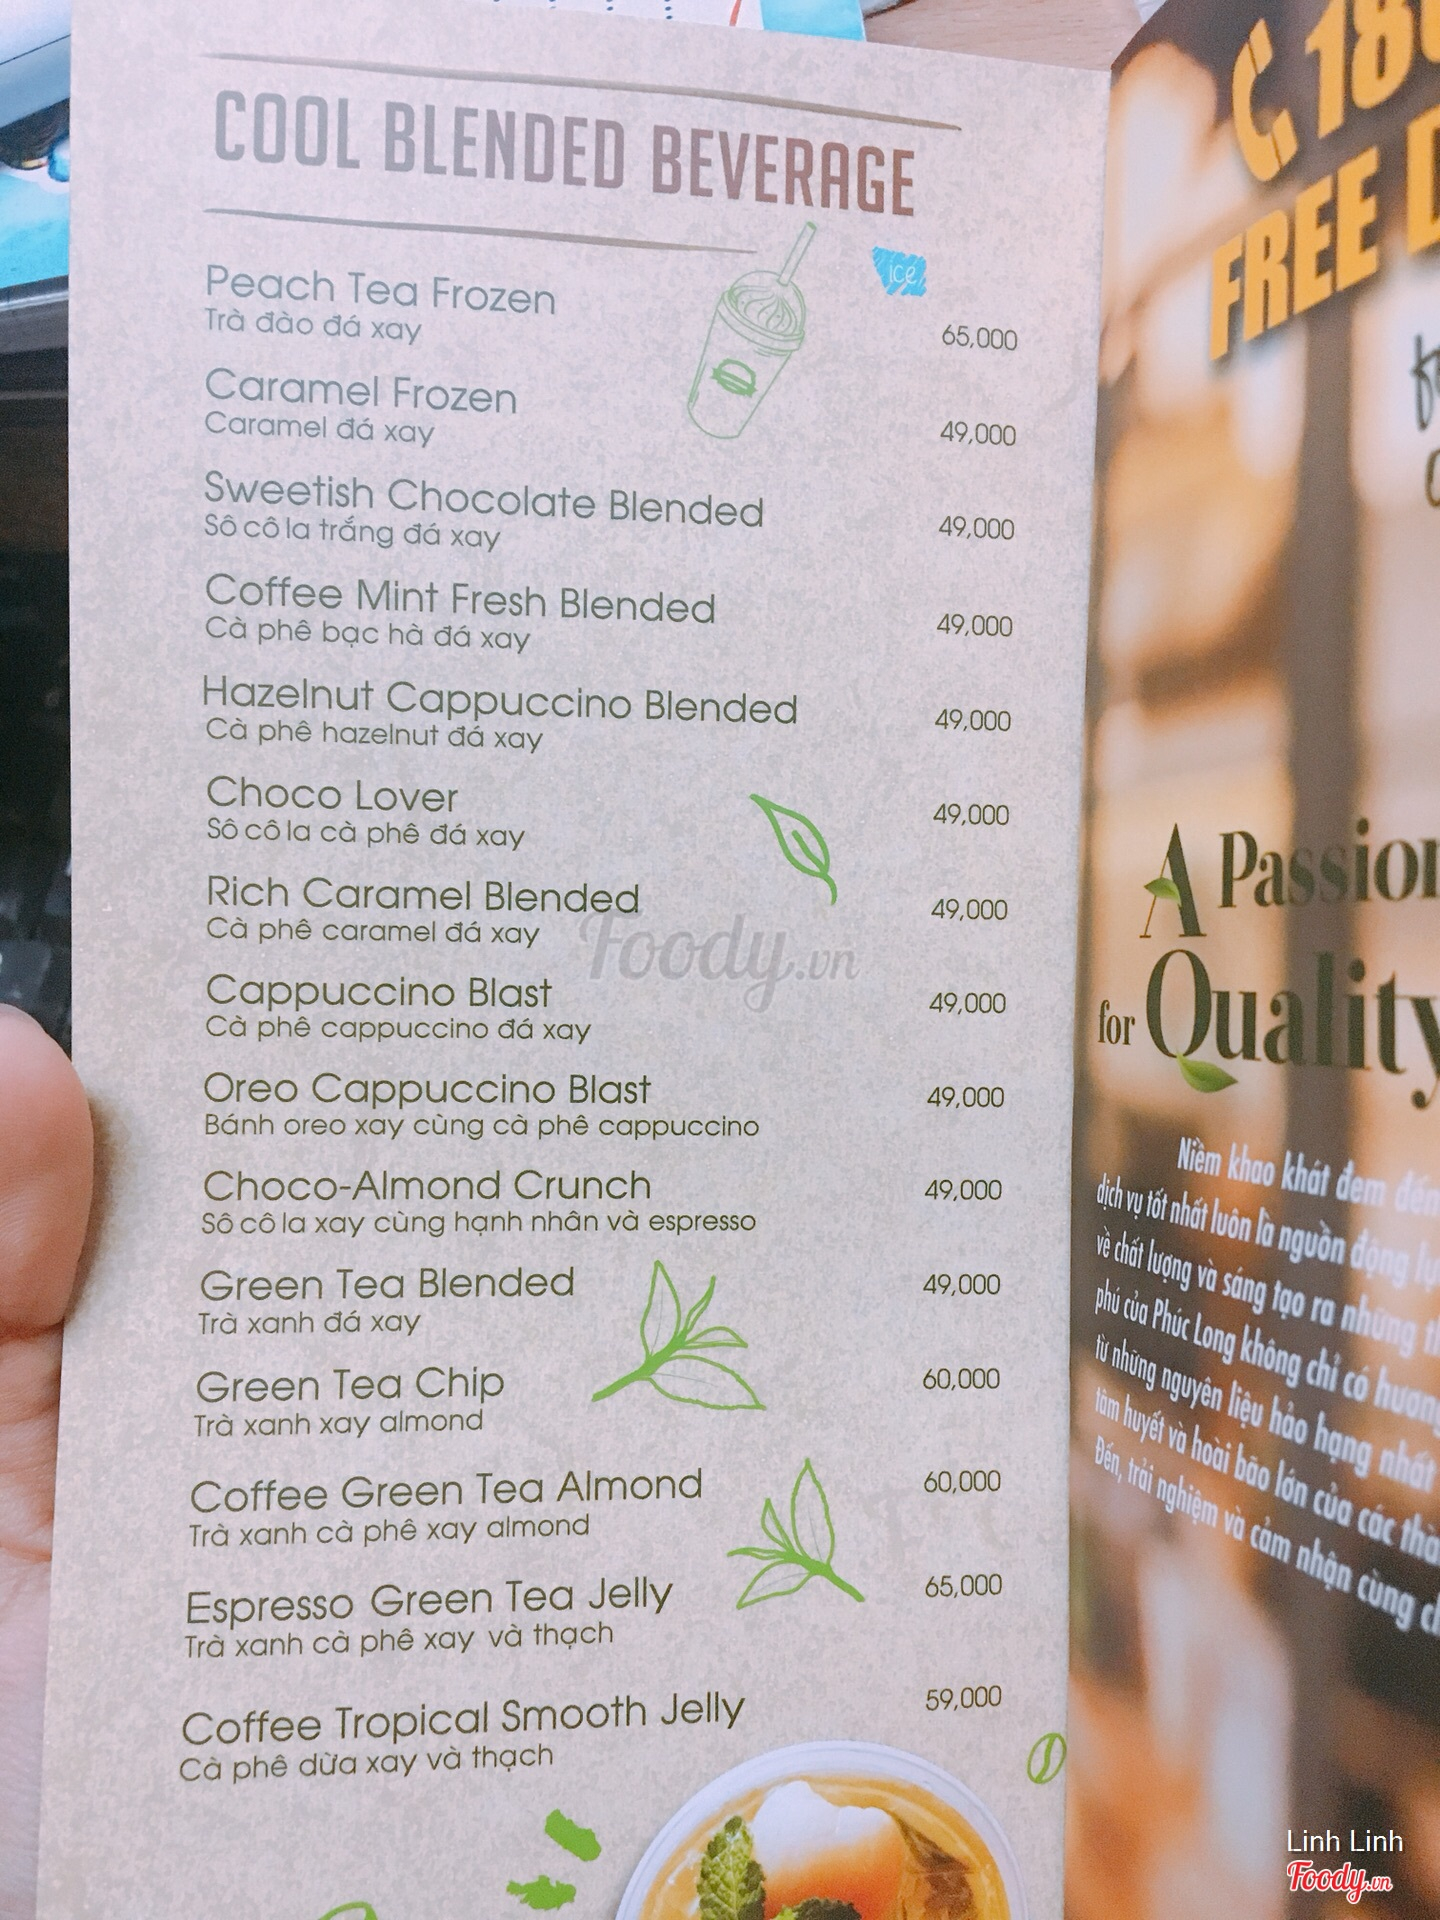 COOL BLENDED BEVERAGE
ice
Peach Tea Frozen
Trà đào đá xay
65,000
Caramel Frozen
Caramel đá xay
49,000
Sweetish Chocolate Blended
Sô cô la trắng đá xay
49,000
Coffee Mint Fresh Blended
Cà phê bạc hà đá xay
49,000
Hazelnut Cappuccino Blended
Cà phê hazelnut đá xay
49,000
Choco Lover
Sô cô la cà phê đá xay
49,000
Rich Caramel Blended
Cà phê caramel đá xay
49,000
Foody.vn
Cappuccino Blast
Cà phê cappuccino đá xay
49,000
Oreo Cappuccino Blast
Bánh oreo xay cùng cà phê cappuccino
49,000
Choco-Almond Crunch
Sô cô la xay cùng hạnh nhân và espresso
49,000
Green Tea Blended
Trà xanh đá xay
49,000
Green Tea Chip
Trà xanh xay almond
60,000
Coffee Green Tea Almond
Trà xanh cà phê xay almond
60,000
Espresso Green Tea Jelly
Trà xanh cà phê xay và thạch
65,000
Coffee Tropical Smooth Jelly
Cà phê dừa xay và thạch
59,000
FREE
A Passion
for Quality
Niềm khao khát đem đến
dịch vụ tốt nhất luôn là nguồn động
về chất lượng và sáng tạo ra những
phú của Phúc Long không chỉ có hương
từ những nguyên liệu hảo hạng nhất
tâm huyết và hoài bão lớn của các
Đến, trải nghiệm và cảm nhận cùng
Linh Linh
Foody.vn